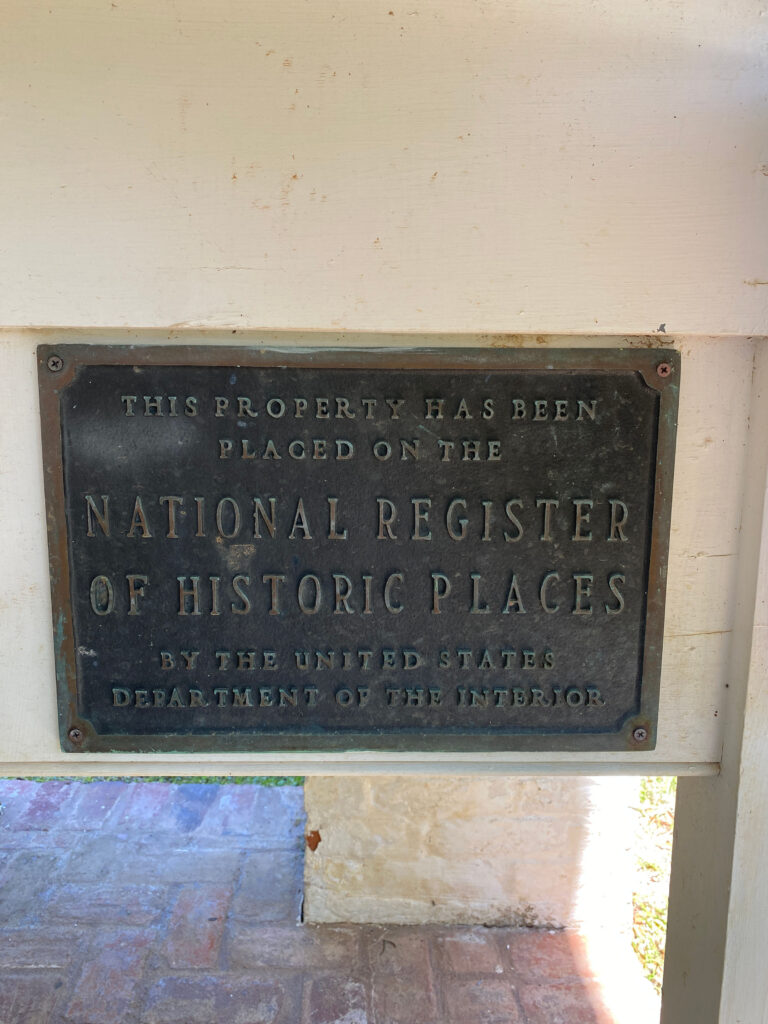 THIS PROPERTY HAS BEEN
PLACED ON THE
NATIONAL REGISTER
OF HISTORIC PLACES
BY THE UNITED STATES
DEPARTMENT OF THE INTERIOR